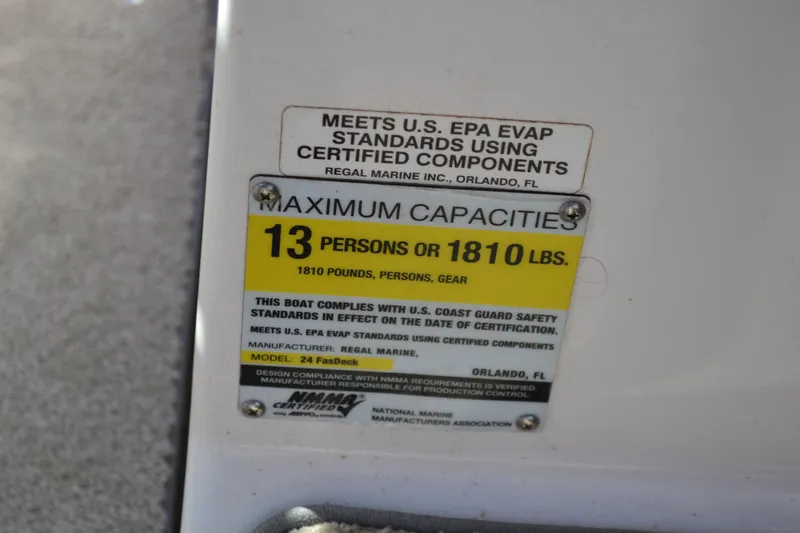 MEETS U.S. EPA EVAP
STANDARDS USING
CERTIFIED COMPONENTS
REGAL MARINE INC., ORLANDO, FL
MAXIMUM CAPACITIES
13 PERSONS OR 1810 LBS.
1810 POUNDS, PERSONS, GEAR
THIS BOAT COMPLIES WITH U.S. COAST GUARD SAFETY
STANDARDS IN EFFECT ON THE DATE OF CERTIFICATION.
MEETS U.S. EPA EVAP STANDARDS USING CERTIFIED COMPONENTS
MANUFACTURER: REGAL MARINE,
ORLANDO, FL
MODEL: 24 FasDeck
DESIGN COMPLIANCE WITH NMMA REQUIREMENTS IS VERIFIED.
MANUFACTURER RESPONSIBLE FOR PRODUCTION CONTROL.
NMMA
CERTIFIED
NATIONAL MARINE
MANUFACTURERS ASSOCIATION